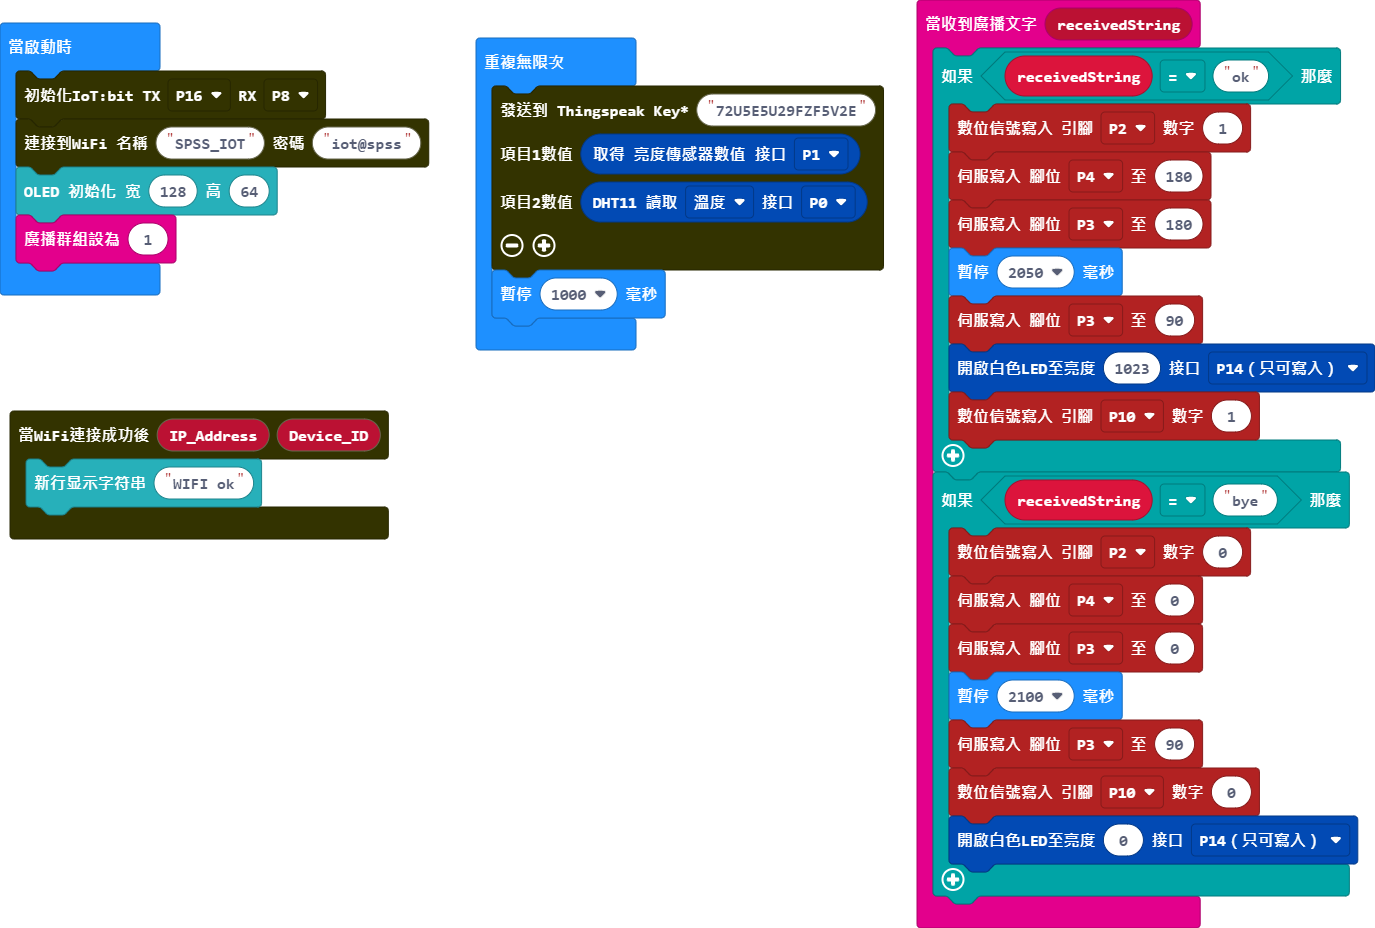 當啟動時
初始化IoT:bit TX P16 RX P8
連接到WiFi 名稱 "SPSS_IOT" 密碼 "iot@spss"
OLED 初始化 宽 128 高 64
廣播群組設為 1
重複無限次
發送到 Thingspeak Key* "72U5E5U29FZF5V2E"
項目1數值 取得 亮度傳感器數值 接口 P1
項目2數值 DHT11 讀取 溫度 接口 P0
暫停 1000 毫秒
當WiFi連接成功後 IP_Address Device_ID
新行显示字符串 "WIFI ok"
當收到廣播文字 receivedString
如果 receivedString = "ok" 那麼
數位信號寫入 引腳 P2 數字 1
伺服寫入 腳位 P4 至 180
伺服寫入 腳位 P3 至 180
暫停 2050 毫秒
伺服寫入 腳位 P3 至 90
開啟白色LED至亮度 1023 接口 P14（只可寫入）
數位信號寫入 引腳 P10 數字 1
如果 receivedString = "bye" 那麼
數位信號寫入 引腳 P2 數字 0
伺服寫入 腳位 P4 至 0
伺服寫入 腳位 P3 至 0
暫停 2100 毫秒
伺服寫入 腳位 P3 至 90
數位信號寫入 引腳 P10 數字 0
開啟白色LED至亮度 0 接口 P14（只可寫入）